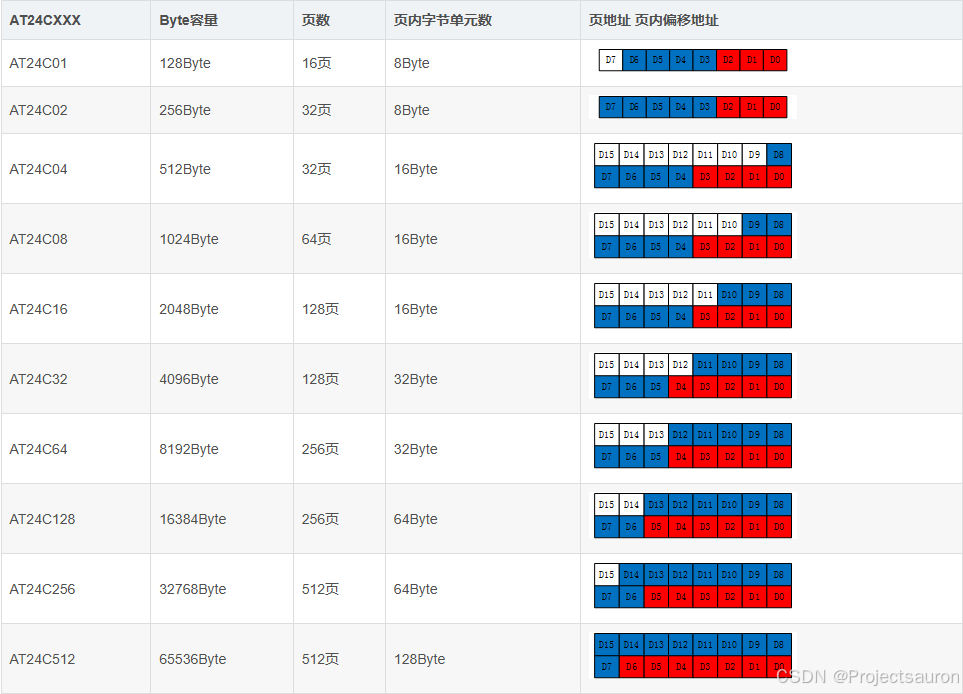 AT24CXXX Byte容量 页数 页内字节单元数 页地址 页内偏移地址
AT24C01 128Byte 16页 8Byte D7 D6 D5 D4 D3 D2 D1 D0
AT24C02 256Byte 32页 8Byte D7 D6 D5 D4 D3 D2 D1 D0
D15 D14 D13 D12 D11 D10 D9 D8
AT24C04 512Byte 32页 16Byte
D7 D6 D5 D4 D3 D2 D1 D0
D15 D14 D13 D12 D11 D10 D9 D8
AT24C08 1024Byte 64页 16Byte
D7 D6 D5 D4 D3 D2 D1 D0
D15 D14 D13 D12 D11 D10 D9 D8
AT24C16 2048Byte 128页 16Byte
D7 D6 D5 D4 D3 D2 D1 D0
D15 D14 D13 D12 D11 D10 D9 D8
AT24C32 4096Byte 128页 32Byte
D7 D6 D5 D4 D3 D2 D1 D0
D15 D14 D13 D12 D11 D10 D9 D8
AT24C64 8192Byte 256页 32Byte
D7 D6 D5 D4 D3 D2 D1 D0
D15 D14 D13 D12 D11 D10 D9 D8
AT24C128 16384Byte 256页 64Byte
D7 D6 D5 D4 D3 D2 D1 D0
D15 D14 D13 D12 D11 D10 D9 D8
AT24C256 32768Byte 512页 64Byte
D7 D6 D5 D4 D3 D2 D1 D0
D15 D14 D13 D12 D11 D10 D9 D8
AT24C512 65536Byte 512页 128Byte
D7 D6 D5 D4 D3 D2 D1 D0
CSDN @Projectsauron